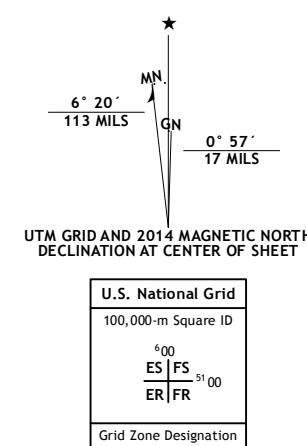 ★
MN.
6° 20´
113 MILS
GN
0° 57´
17 MILS
UTM GRID AND 2014 MAGNETIC NORTH
DECLINATION AT CENTER OF SHEET
U.S. National Grid
100,000-m Square ID
⁶00
ES FS
⁵¹00
ER FR
Grid Zone Designation